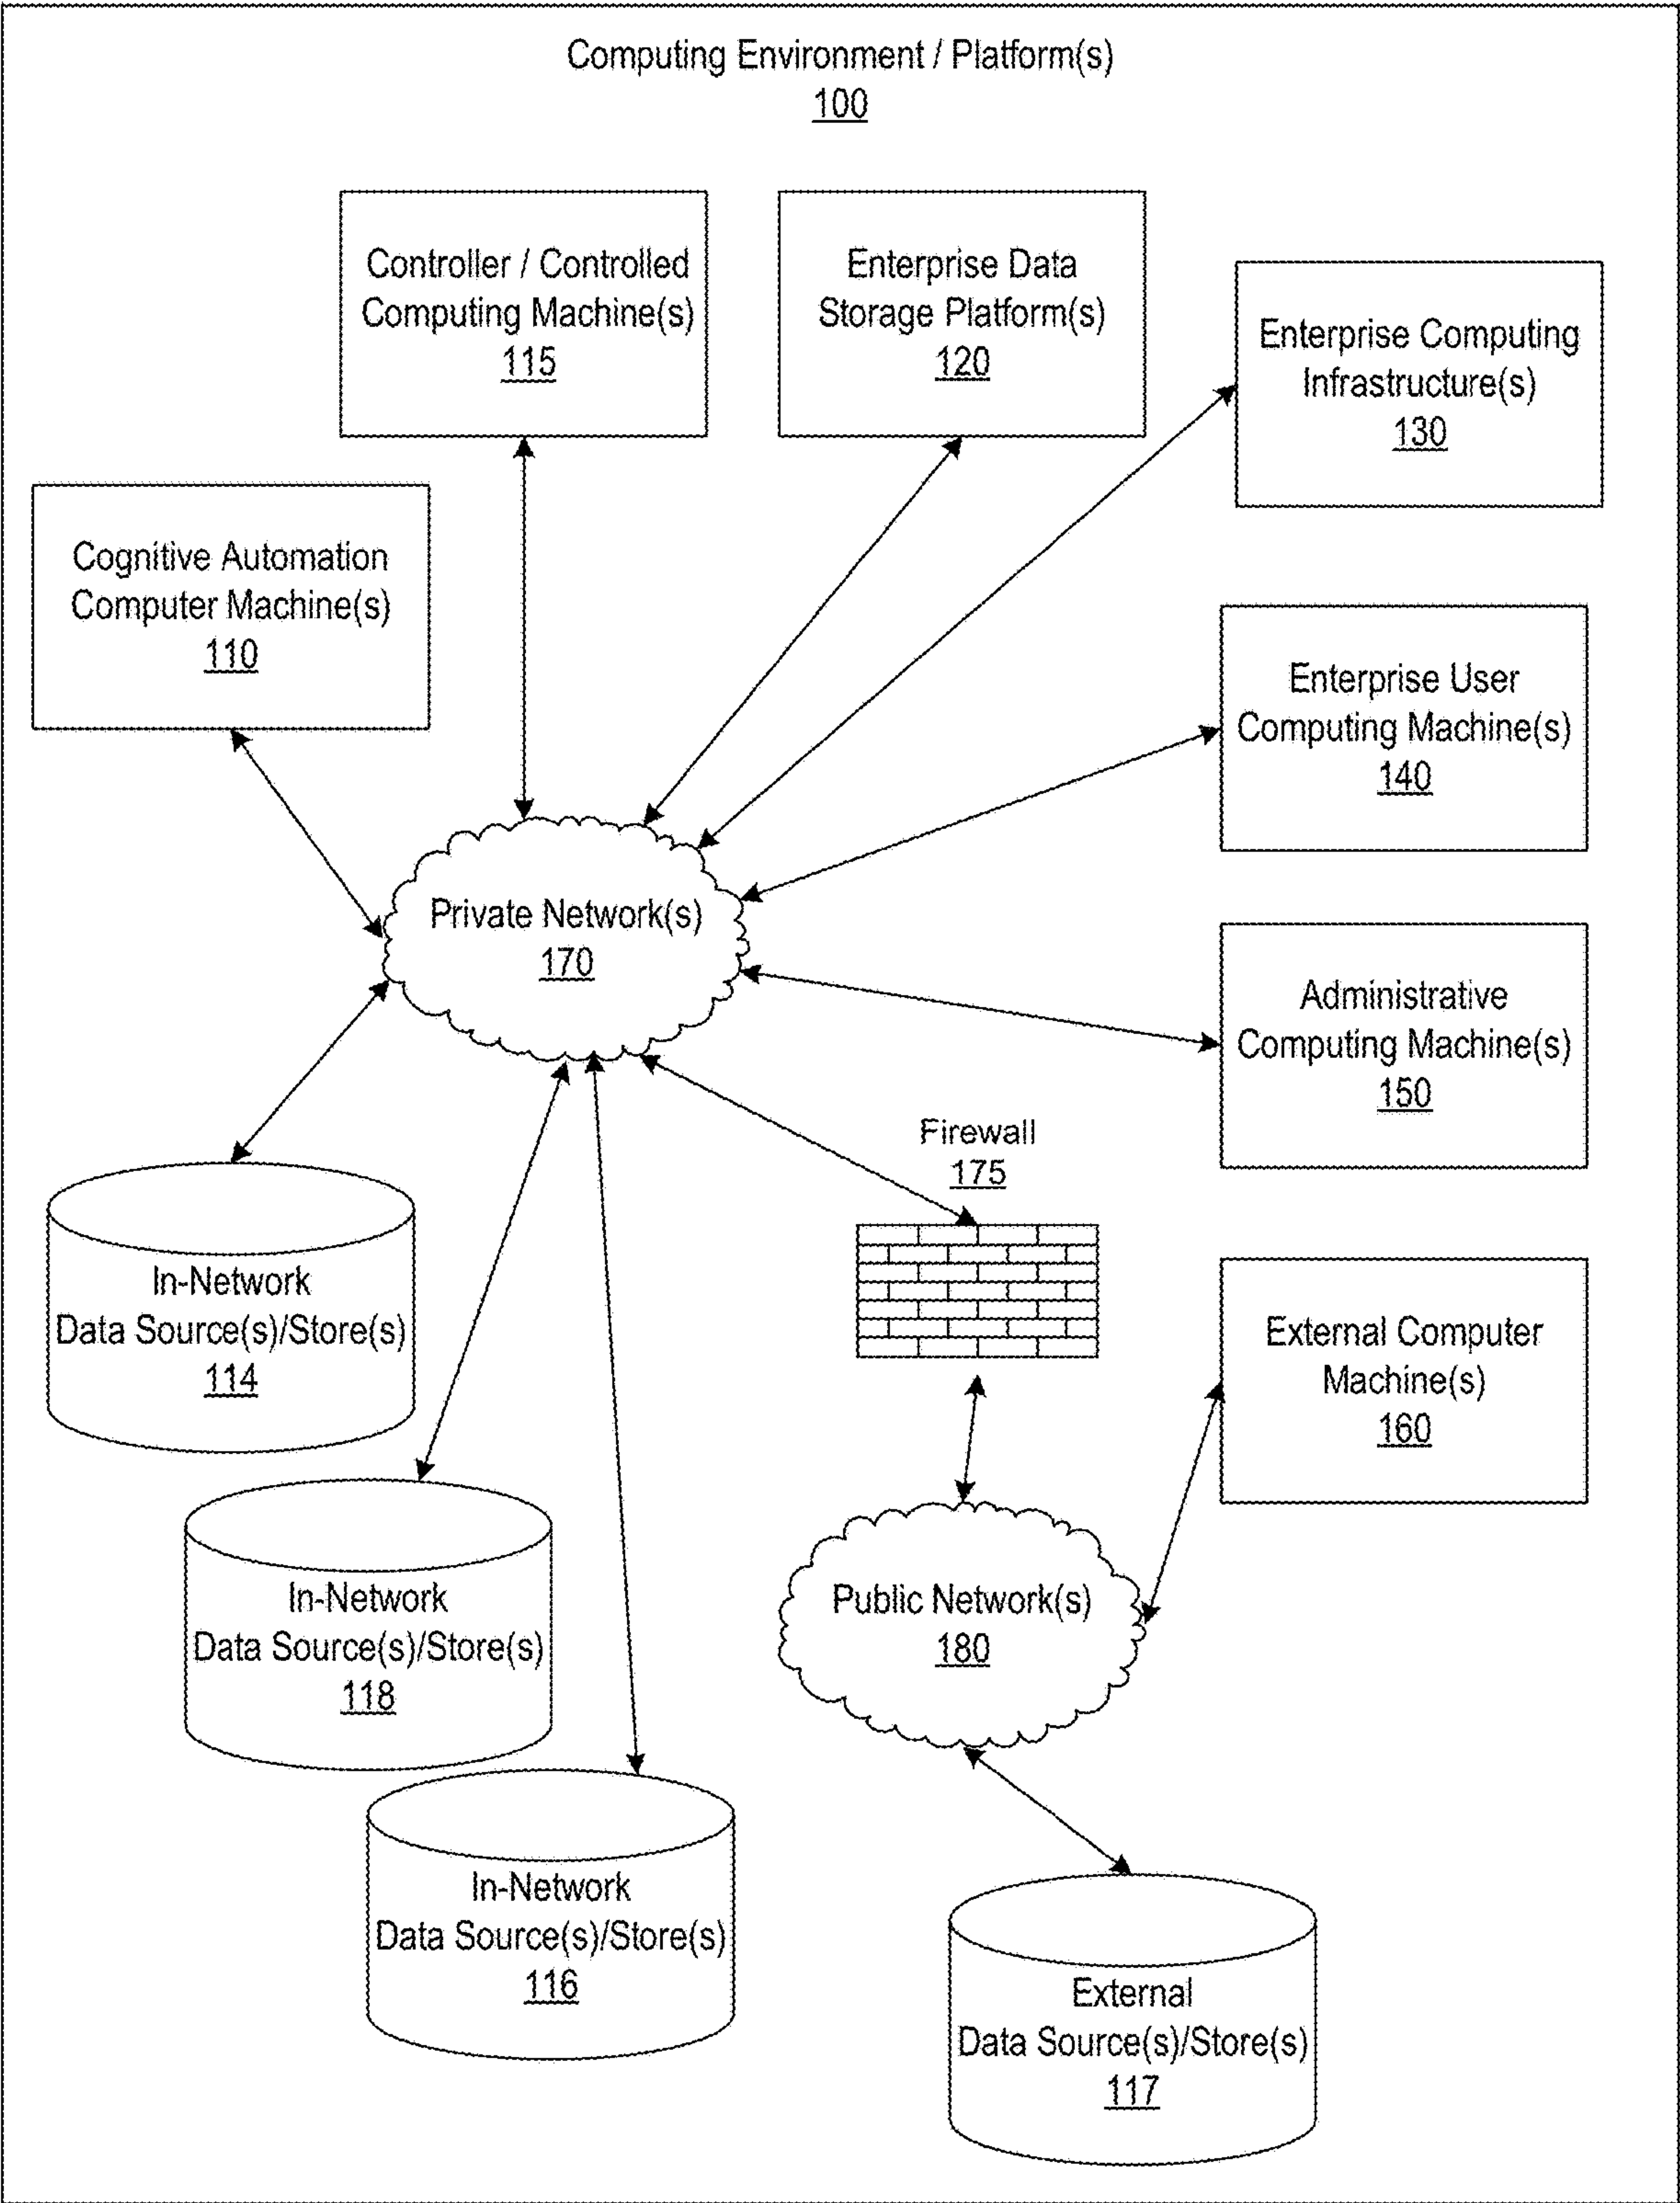 Computing Environment / Platform(s)
100
Controller / Controlled
Computing Machine(s)
115
Enterprise Data
Storage Platform(s)
120
Enterprise Computing
Infrastructure(s)
130
Cognitive Automation
Computer Machine(s)
110
Enterprise User
Computing Machine(s)
140
Private Network(s)
170
Administrative
Computing Machine(s)
150
Firewall
175
In-Network
Data Source(s)/Store(s)
114
External Computer
Machine(s)
160
In-Network
Data Source(s)/Store(s)
118
Public Network(s)
180
In-Network
Data Source(s)/Store(s)
116
External
Data Source(s)/Store(s)
117